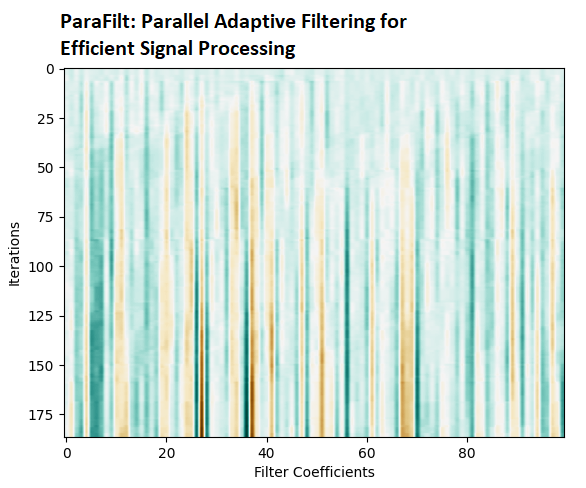 ParaFilt: Parallel Adaptive Filtering for
Efficient Signal Processing
0
25
50
75
100
125
150
175
Iterations
0 20 40 60 80
Filter Coefficients